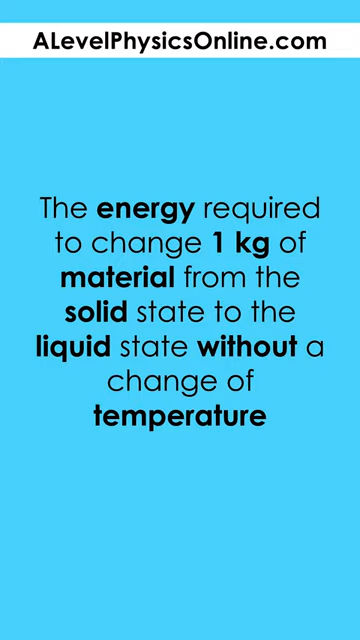 ALevelPhysicsOnline.com
The energy required
to change 1 kg of
material from the
solid state to the
liquid state without a
change of
temperature